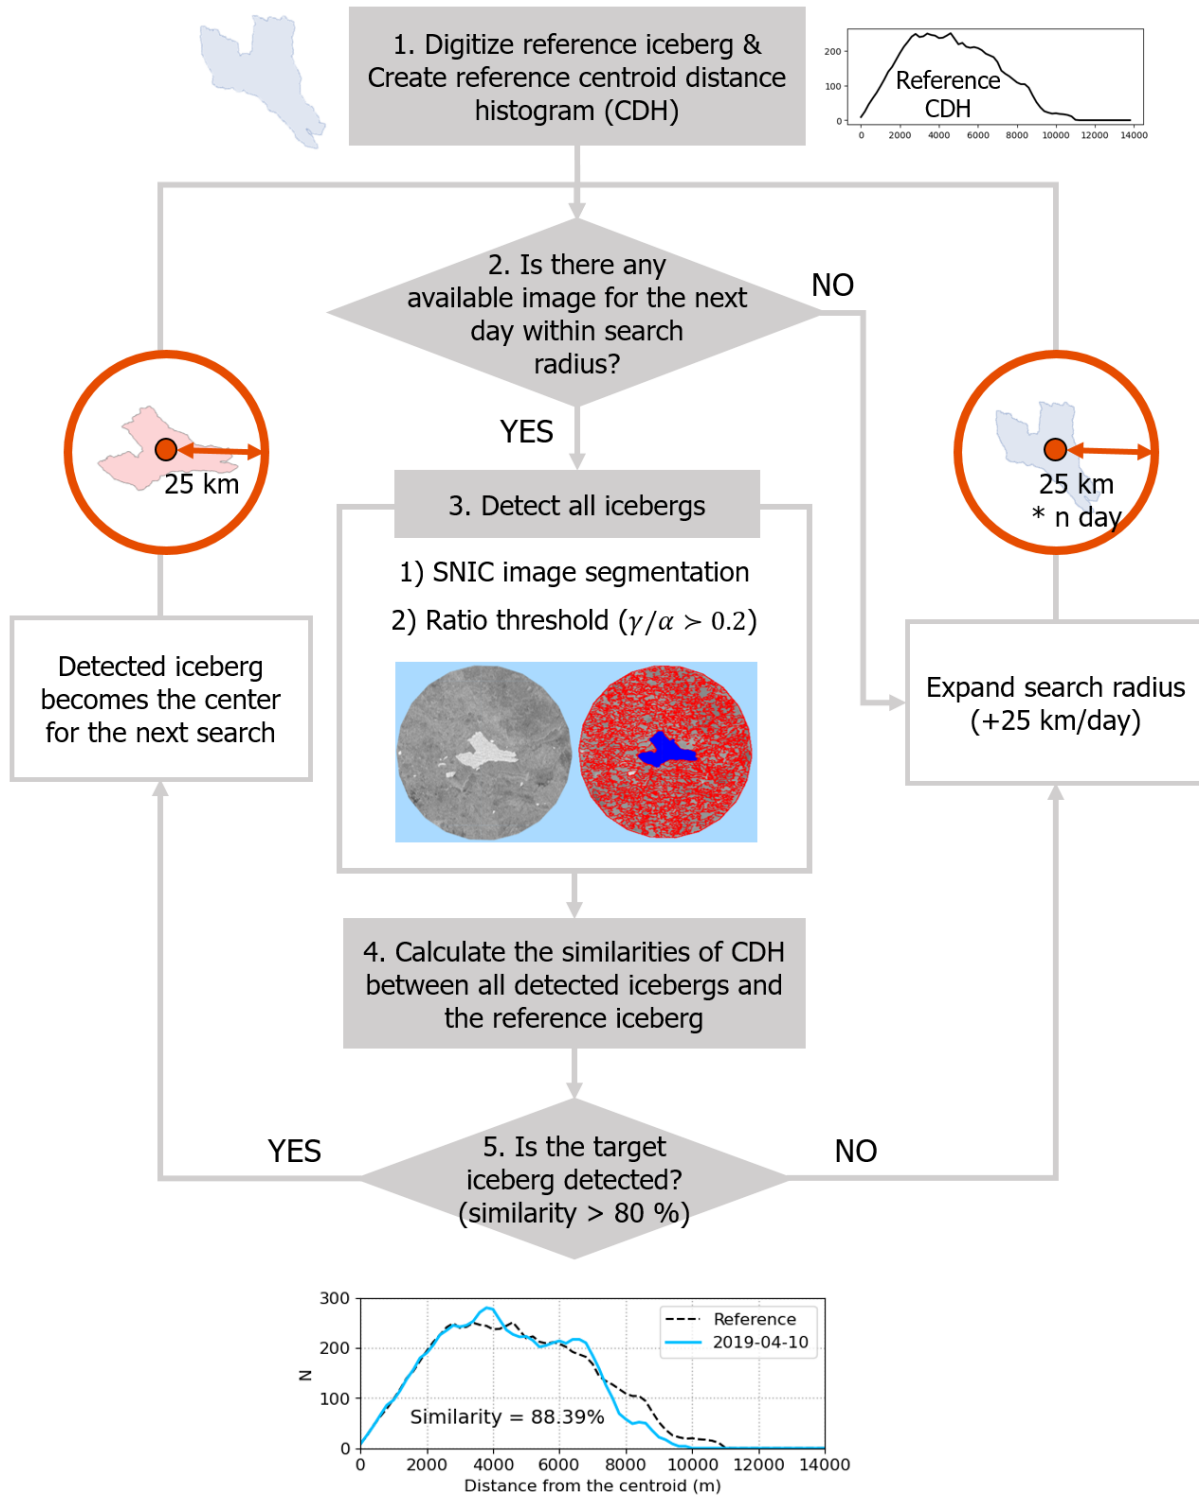 1. Digitize reference iceberg &
Create reference centroid distance
histogram (CDH)
200
100
0
Reference
CDH
0 2000 4000 6000 8000 10000 12000 14000
2. Is there any
available image for the next
day within search
radius?
NO
YES
25 km
25 km
* n day
3. Detect all icebergs
1) SNIC image segmentation
2) Ratio threshold (γ/α > 0.2)
Detected iceberg
becomes the center
for the next search
Expand search radius
(+25 km/day)
4. Calculate the similarities of CDH
between all detected icebergs and
the reference iceberg
YES
5. Is the target
iceberg detected?
(similarity > 80 %)
NO
300
200
100
0
N
Reference
2019-04-10
Similarity = 88.39%
0 2000 4000 6000 8000 10000 12000 14000
Distance from the centroid (m)